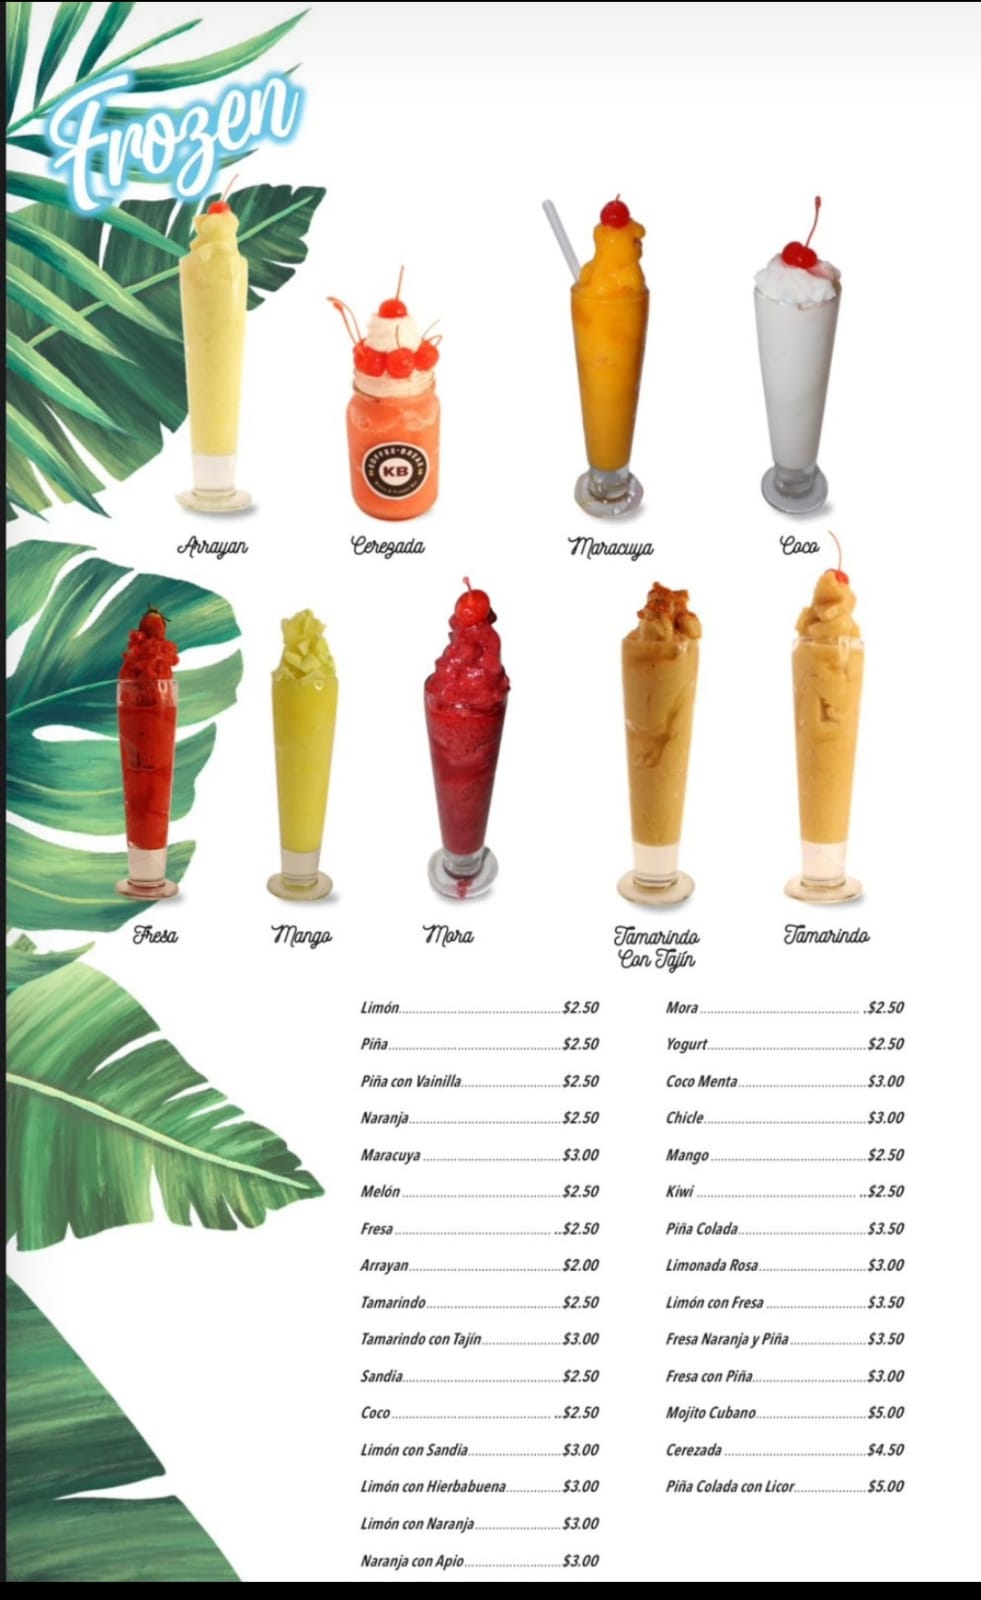 Frozen
KOFFEE BREAK
KB
Arrayan
Cerezada
Maracuya
Coco
Fresa
Mango
Mora
Tamarindo
Con Tajín
Tamarindo
Limón $2.50
Piña $2.50
Piña con Vainilla $2.50
Naranja $2.50
Maracuya $3.00
Melón $2.50
Fresa $2.50
Arrayan $2.00
Tamarindo $2.50
Tamarindo con Tajín $3.00
Sandia $2.50
Coco $2.50
Limón con Sandia $3.00
Limón con Hierbabuena $3.00
Limón con Naranja $3.00
Naranja con Apio $3.00
Mora $2.50
Yogurt $2.50
Coco Menta $3.00
Chicle $3.00
Mango $2.50
Kiwi $2.50
Piña Colada $3.50
Limonada Rosa $3.00
Limón con Fresa $3.50
Fresa Naranja y Piña $3.50
Fresa con Piña $3.00
Mojito Cubano $5.00
Cerezada $4.50
Piña Colada con Licor $5.00